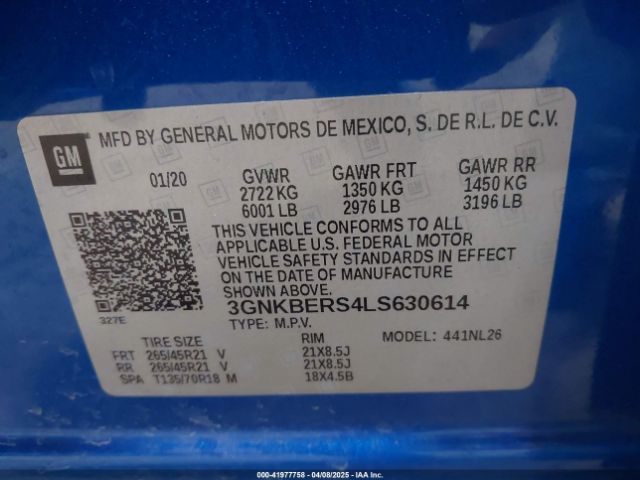 GM
MFD BY GENERAL MOTORS DE MEXICO, S. DE R.L. DE C.V.
01/20 GVWR GAWR FRT GAWR RR
2722 KG 1350 KG 1450 KG
6001 LB 2976 LB 3196 LB
THIS VEHICLE CONFORMS TO ALL
APPLICABLE U.S. FEDERAL MOTOR
VEHICLE SAFETY STANDARDS IN EFFECT
ON THE DATE OF MANUFACTURE
SHOWN ABOVE.
327E 3GNKBERS4LS630614
TYPE: M.P.V. MODEL: 441NL26
TIRE SIZE RIM
FRT 265/45R21 V 21X8.5J
RR 265/45R21 V 21X8.5J
SPA T135/70R18 M 18X4.5B
000-41977758 - 04/08/2025 - IAA Inc.